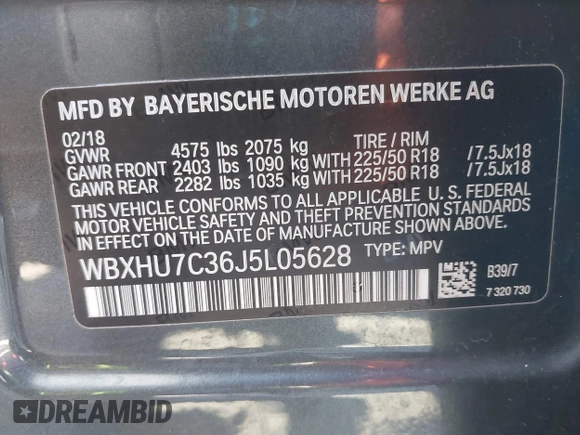 MFD BY BAYERISCHE MOTOREN WERKE AG
02/18 TIRE / RIM
GVWR 4575 lbs 2075 kg
GAWR FRONT 2403 lbs 1090 kg WITH 225/50 R18 /7.5Jx18
GAWR REAR 2282 lbs 1035 kg WITH 225/50 R18 /7.5Jx18
THIS VEHICLE CONFORMS TO ALL APPLICABLE U. S. FEDERAL
MOTOR VEHICLE SAFETY AND THEFT PREVENTION STANDARDS
IN EFFECT ON THE DATE OF MANUFACTURE SHOWN ABOVE.
WBXHU7C36J5L05628 TYPE: MPV
B39/7
7 320 730
DREAMBID